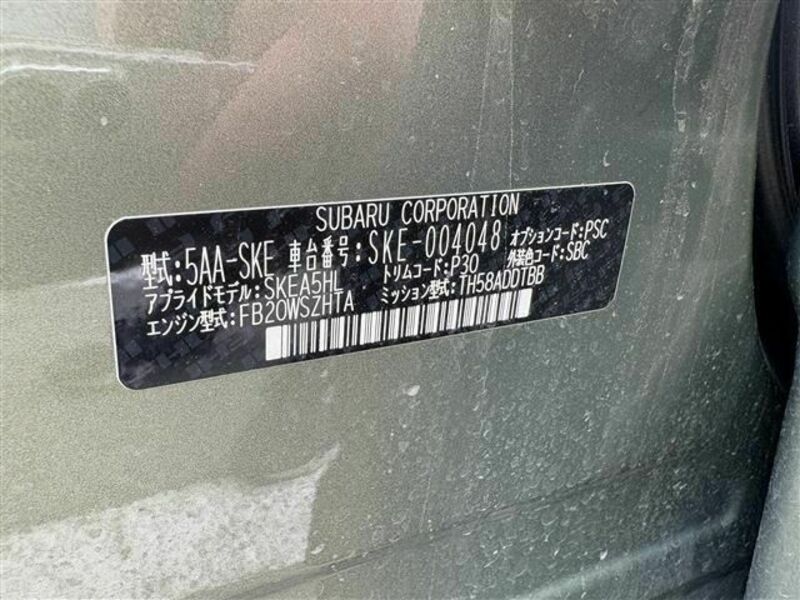 SUBARU CORPORATION
型式:5AA-SKE 車台番号:SKE-004048 オプションコード:PSC
アプライドモデル:SKEA5HL トリムコード:P30 外装色コード:SBC
エンジン型式:FB20WSZHTA ミッション型式:TH58ADDTBB